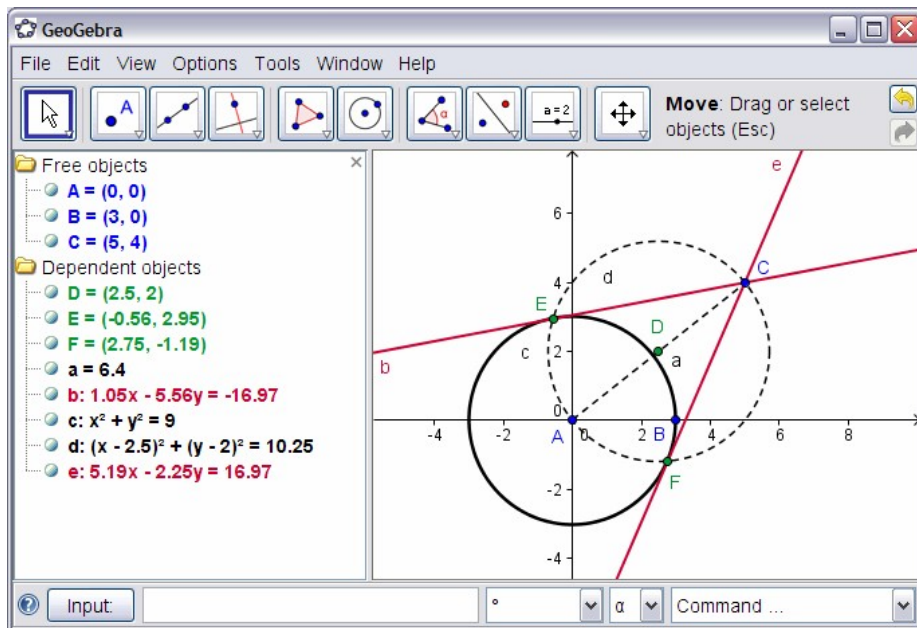 GeoGebra
File Edit View Options Tools Window Help
A
α
a=2
Move: Drag or select
objects (Esc)
Free objects
A = (0, 0)
B = (3, 0)
C = (5, 4)
Dependent objects
D = (2.5, 2)
E = (-0.56, 2.95)
F = (2.75, -1.19)
a = 6.4
b: 1.05x - 5.56y = -16.97
c: x² + y² = 9
d: (x - 2.5)² + (y - 2)² = 10.25
e: 5.19x - 2.25y = 16.97
e
6
d
C
4
E
D
c
2
a
b
0
A
0
B
-4 -2 2 4 6 8
F
-2
-4
Input:
°
α
Command ...